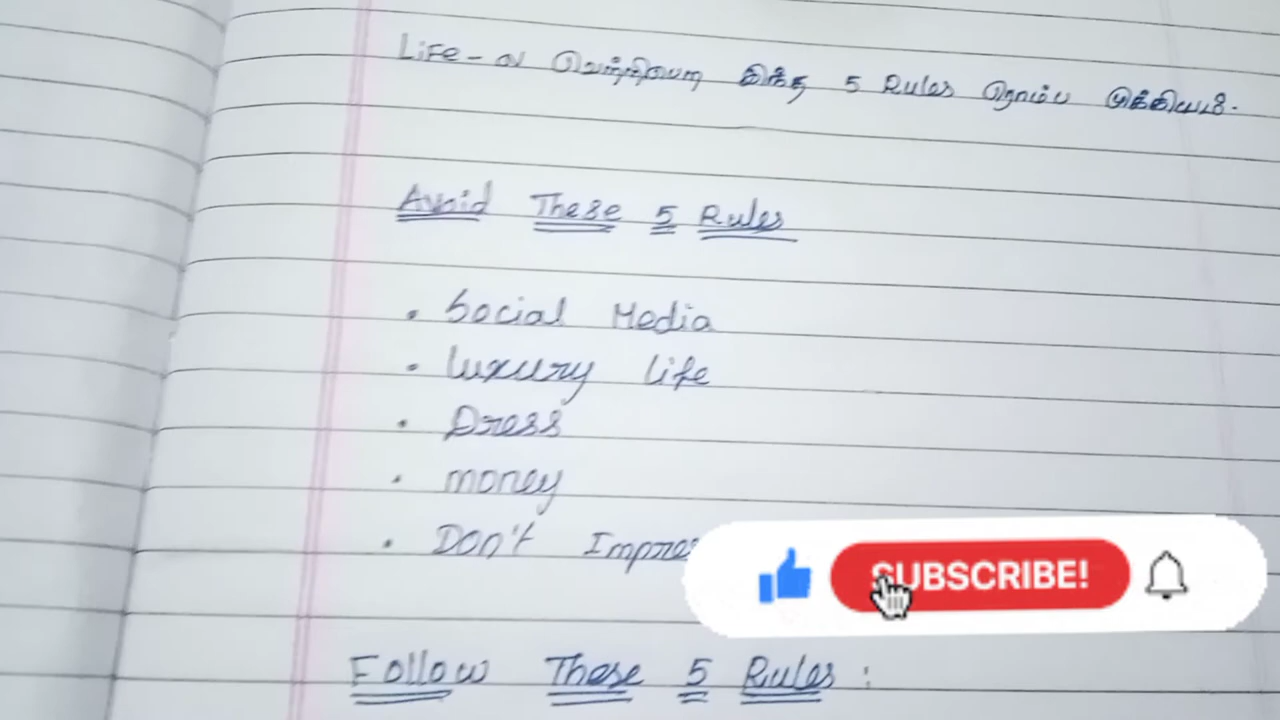 Life-ல வெற்றிபெற இந்த 5 Rules ரொம்ப முக்கியம்.
Avoid These 5 Rules
• Social Media
• luxury life
• Dress
• money
• Don't
SUBSCRIBE!
Follow These 5 Rules :